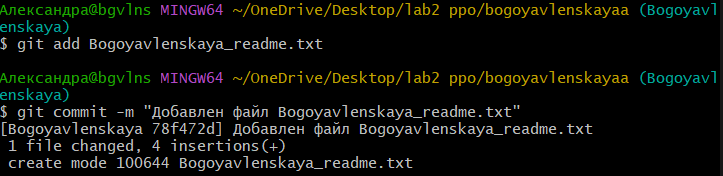 Александра@bgvlns MINGW64 ~/OneDrive/Desktop/lab2 ppo/bogoyavlenskayaa (Bogoyavl
enskaya)
$ git add Bogoyavlenskaya_readme.txt
Александра@bgvlns MINGW64 ~/OneDrive/Desktop/lab2 ppo/bogoyavlenskayaa (Bogoyavl
enskaya)
$ git commit -m "Добавлен файл Bogoyavlenskaya_readme.txt"
[Bogoyavlenskaya 78f472d] Добавлен файл Bogoyavlenskaya_readme.txt
 1 file changed, 4 insertions(+)
 create mode 100644 Bogoyavlenskaya_readme.txt